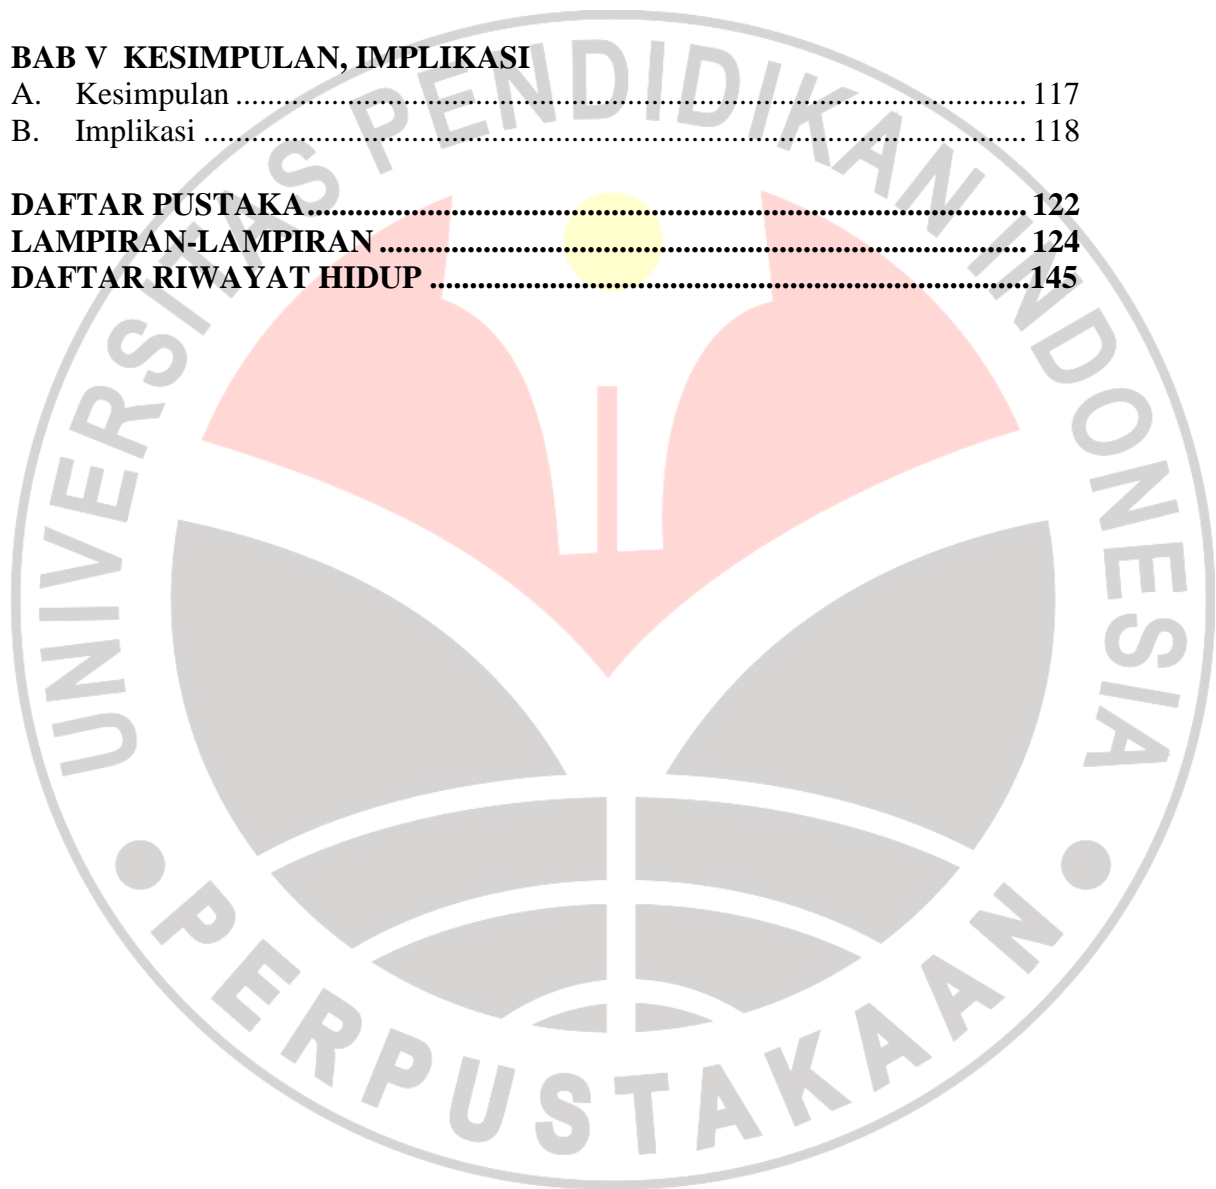 BAB V KESIMPULAN, IMPLIKASI
A. Kesimpulan .................................................................................................... 117
B. Implikasi ........................................................................................................ 118
DAFTAR PUSTAKA.......................................................................................... 122
LAMPIRAN-LAMPIRAN ................................................................................. 124
DAFTAR RIWAYAT HIDUP ...........................................................................145
UNIVERSITAS PENDIDIKAN INDONESIA
PERPUSTAKAAN